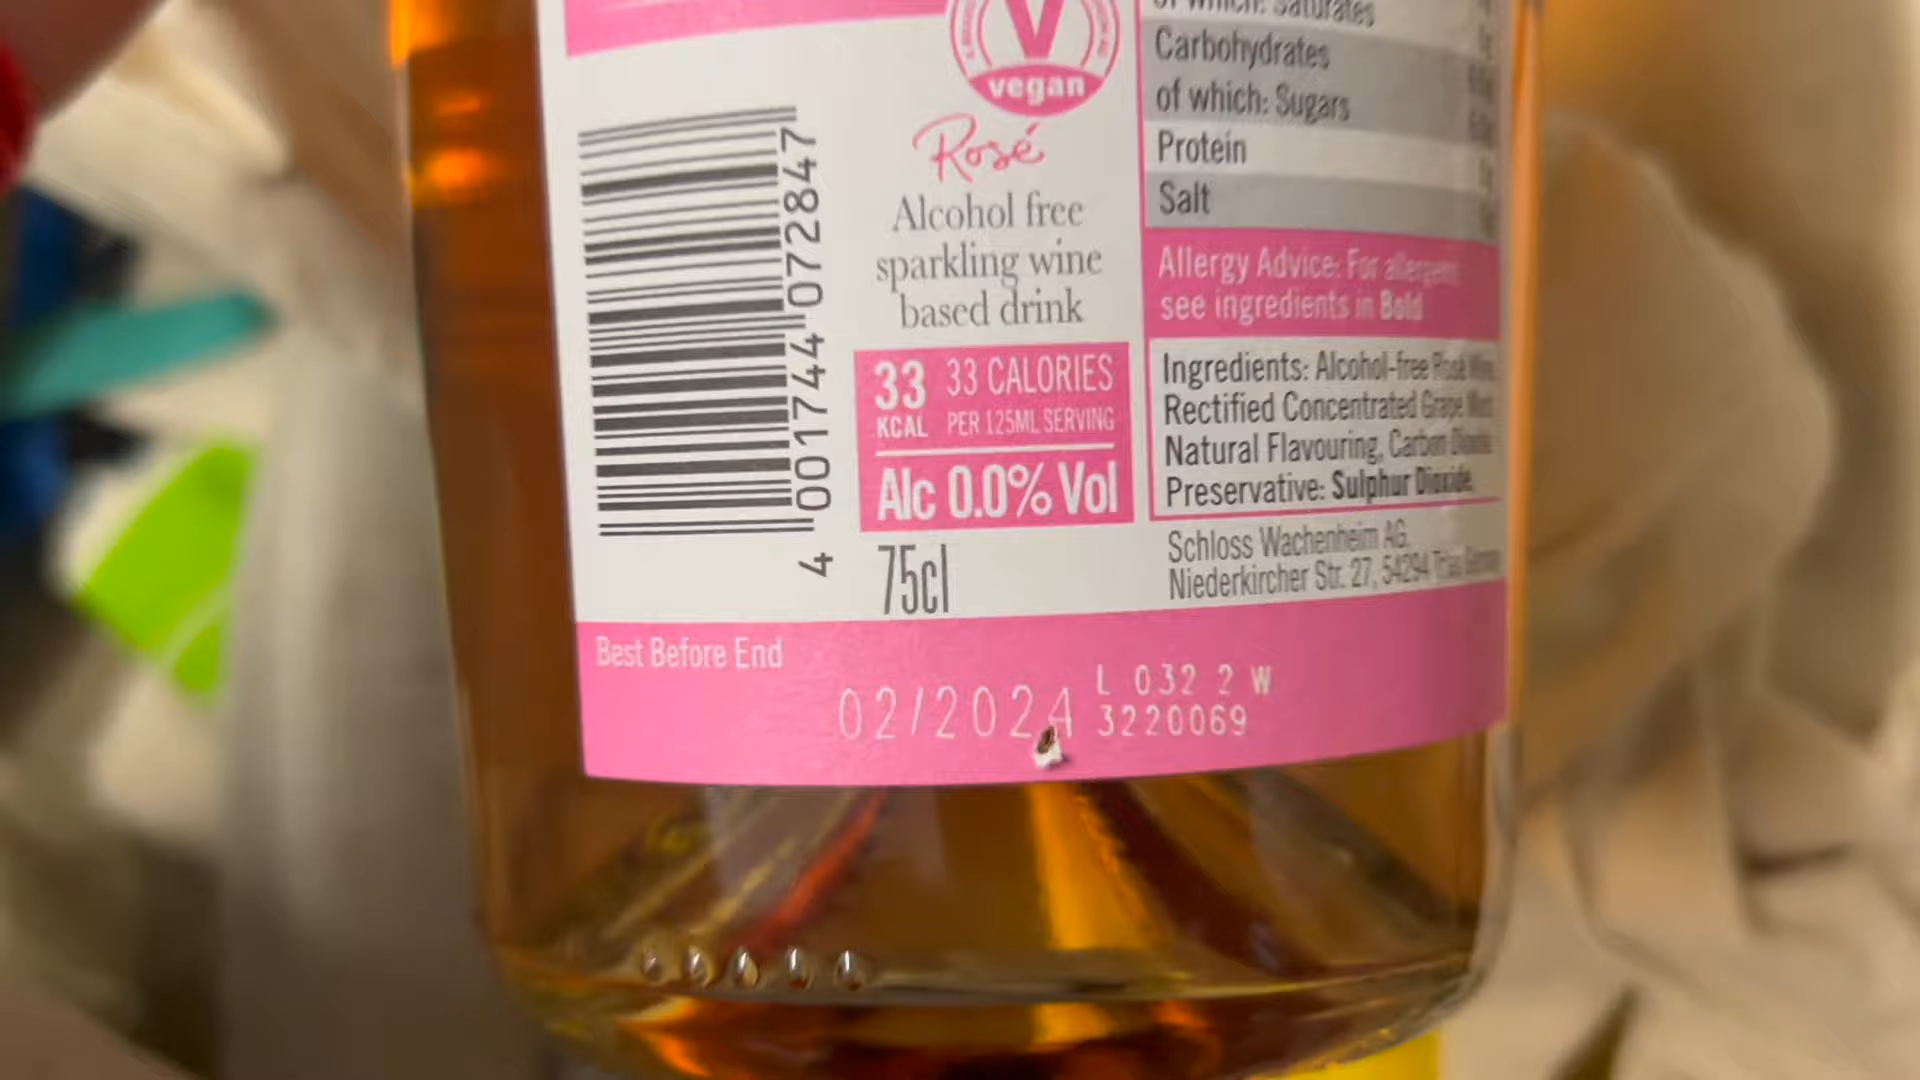 vegan
Rosé
Alcohol free
sparkling wine
based drink
33 KCAL
33 CALORIES
PER 125ML SERVING
Alc 0.0% Vol
75cl
4 001744 072847
of which: Saturates
Carbohydrates
of which: Sugars
Protein
Salt
Allergy Advice: For allergens
see ingredients in Bold
Ingredients: Alcohol-free Rosé Wine,
Rectified Concentrated Grape Must
Natural Flavouring, Carbon Dioxide
Preservative: Sulphur Dioxide.
Schloss Wachenheim AG,
Niederkircher Str. 27, 54294 Trier Germany
Best Before End
02/2024
L 032 2 W
3220069